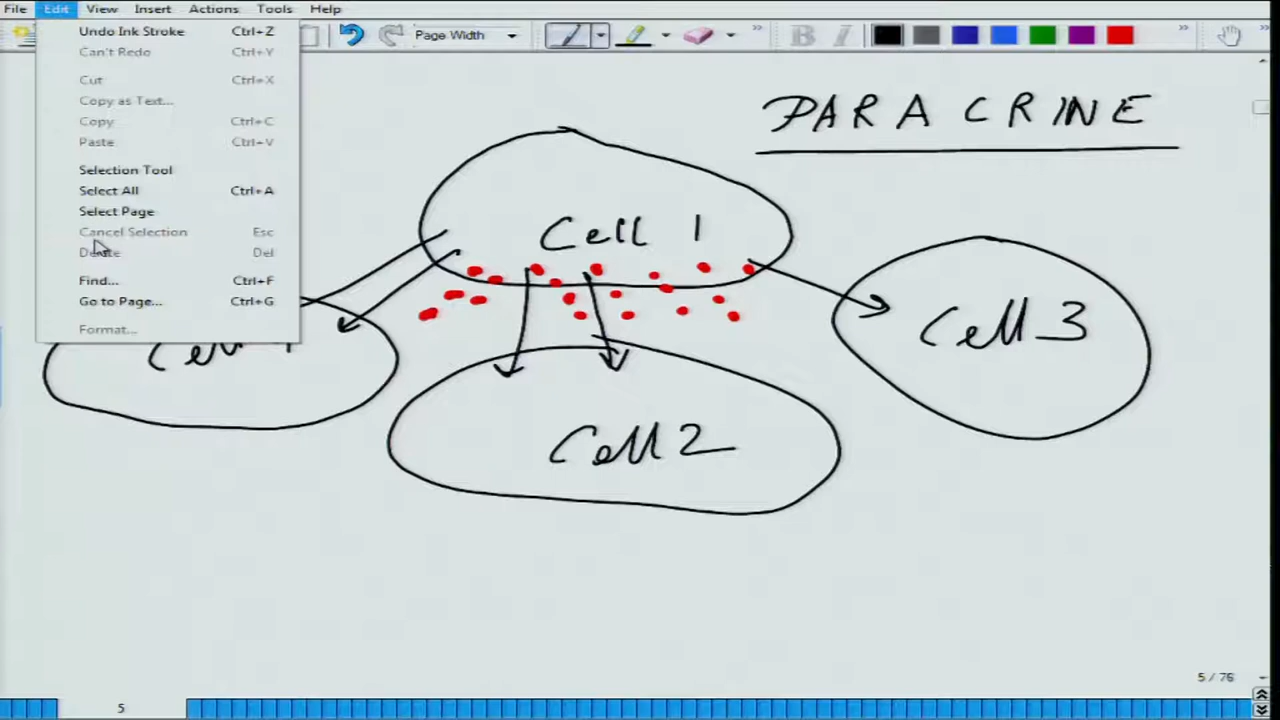 File Edit View Insert Actions Tools Help
Page Width B I
Undo Ink Stroke Ctrl+Z
Can't Redo Ctrl+Y
Cut Ctrl+X
Copy as Text...
Copy Ctrl+C
Paste Ctrl+V
Selection Tool
Select All Ctrl+A
Select Page
Cancel Selection Esc
Delete Del
Find... Ctrl+F
Go to Page... Ctrl+G
Format...
PARACRINE
Cell 1
Cell 3
Cell 2
5 / 76
5